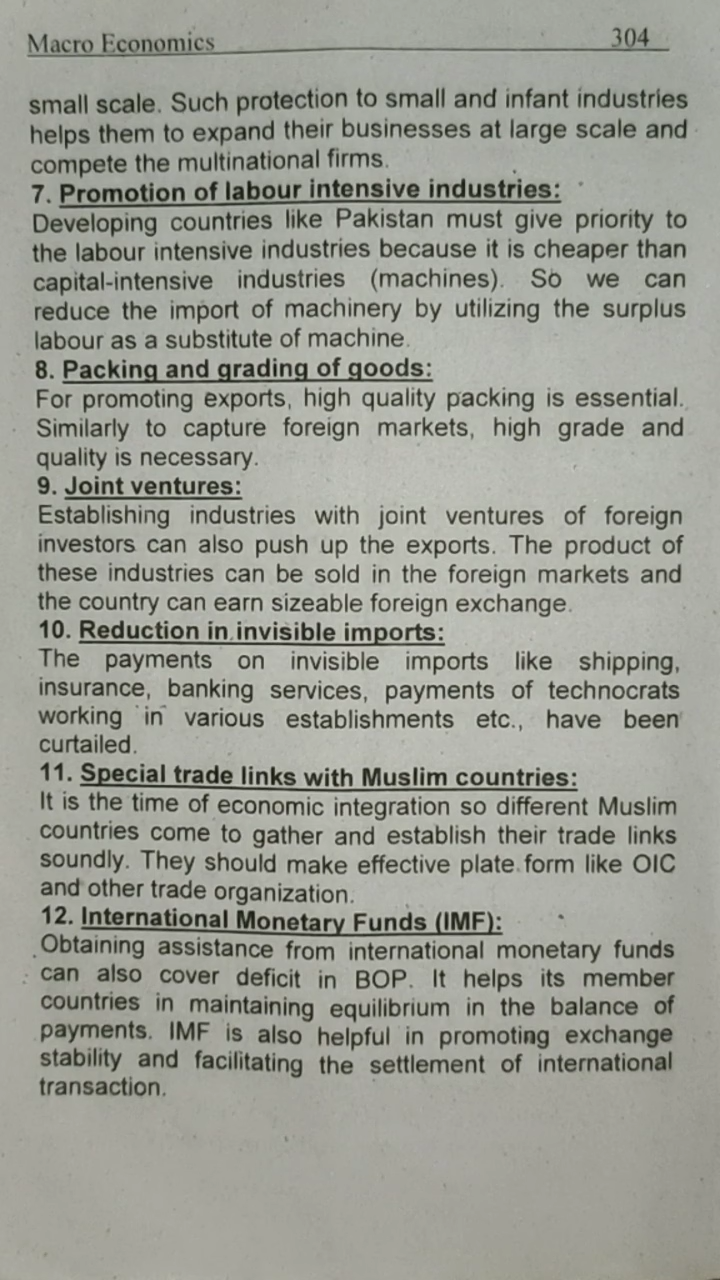 Macro Economics 304
small scale. Such protection to small and infant industries
helps them to expand their businesses at large scale and
compete the multinational firms.
7. Promotion of labour intensive industries:
Developing countries like Pakistan must give priority to
the labour intensive industries because it is cheaper than
capital-intensive industries (machines). So we can
reduce the import of machinery by utilizing the surplus
labour as a substitute of machine.
8. Packing and grading of goods:
For promoting exports, high quality packing is essential.
Similarly to capture foreign markets, high grade and
quality is necessary.
9. Joint ventures:
Establishing industries with joint ventures of foreign
investors can also push up the exports. The product of
these industries can be sold in the foreign markets and
the country can earn sizeable foreign exchange.
10. Reduction in invisible imports:
The payments on invisible imports like shipping,
insurance, banking services, payments of technocrats
working in various establishments etc., have been
curtailed.
11. Special trade links with Muslim countries:
It is the time of economic integration so different Muslim
countries come to gather and establish their trade links
soundly. They should make effective plate form like OIC
and other trade organization.
12. International Monetary Funds (IMF):
Obtaining assistance from international monetary funds
can also cover deficit in BOP. It helps its member
countries in maintaining equilibrium in the balance of
payments. IMF is also helpful in promoting exchange
stability and facilitating the settlement of international
transaction.